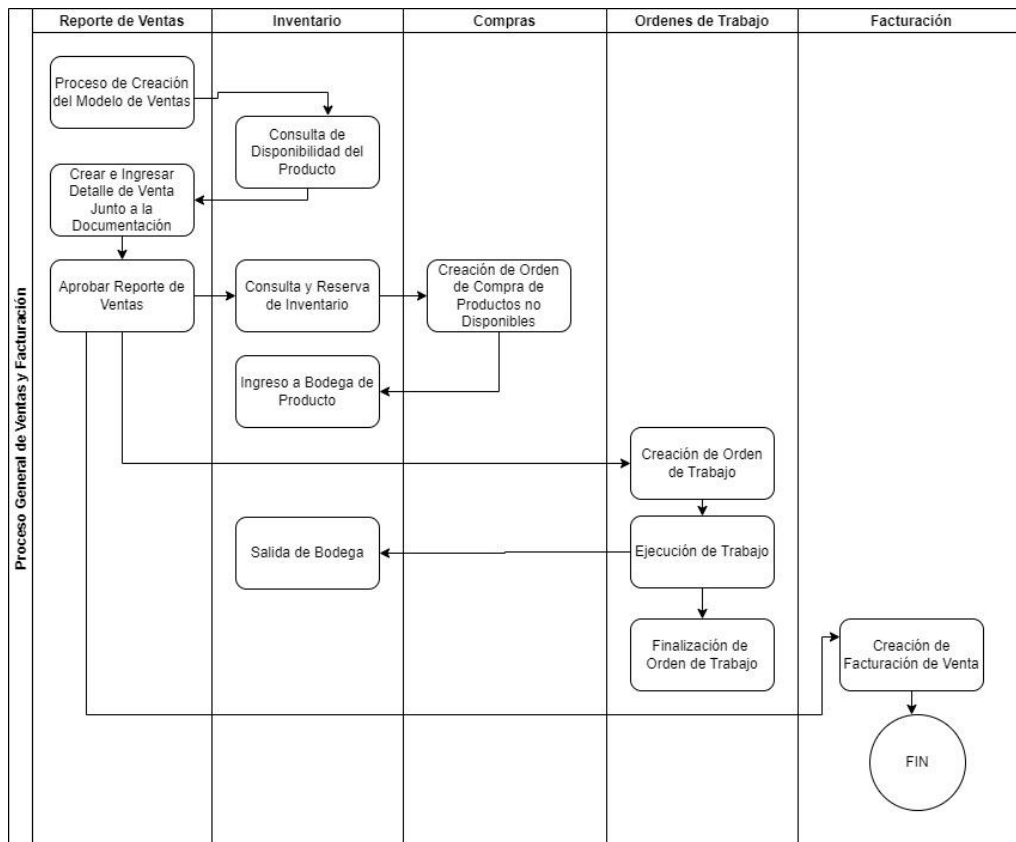 Reporte de Ventas
Inventario
Compras
Ordenes de Trabajo
Facturación
Proceso General de Ventas y Facturación
Proceso de Creación
del Modelo de Ventas
Consulta de
Disponibilidad del
Producto
Crear e Ingresar
Detalle de Venta
Junto a la
Documentación
Aprobar Reporte de
Ventas
Consulta y Reserva
de Inventario
Creación de Orden
de Compra de
Productos no
Disponibles
Ingreso a Bodega de
Producto
Creación de Orden
de Trabajo
Salida de Bodega
Ejecución de Trabajo
Finalización de
Orden de Trabajo
Creación de
Facturación de Venta
FIN